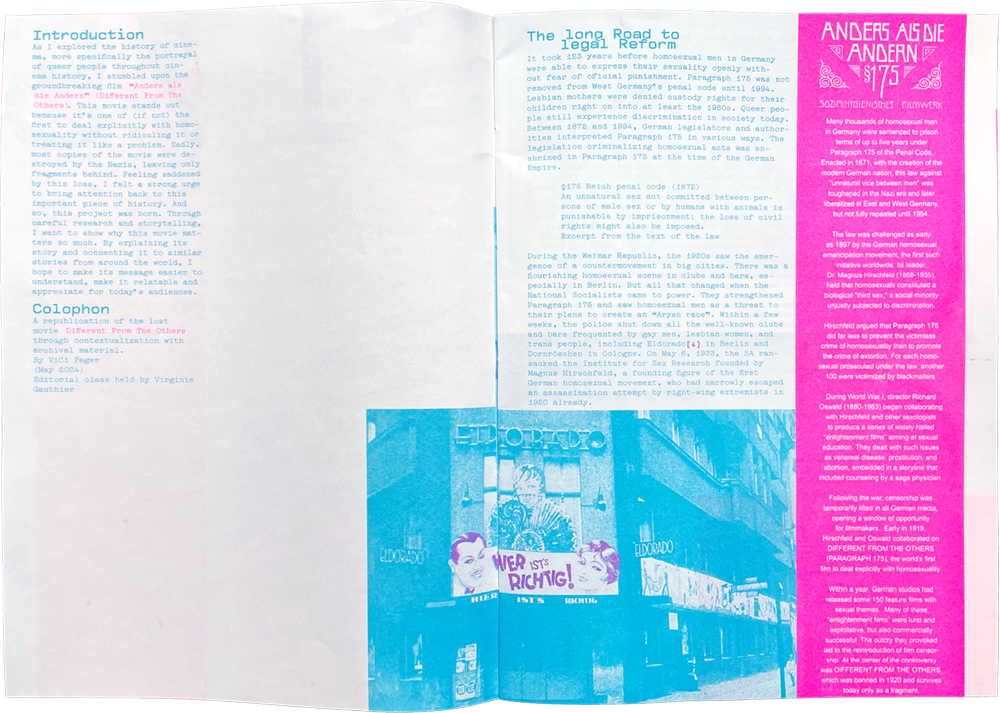 Introduction
As I explored the history of cine-
ma, more specifically the portrayal
of queer people throughout cin-
ema history, I stumbled upon the
groundbreaking film "Anders als
die Andern" (Different From The
Others). This movie stands out
because it's one of (if not) the
first to deal explicitly with homo-
sexuality without ridiculing it or
treating it like a problem. Sadly,
most copies of the movie were de-
stroyed by the Nazis, leaving only
fragments behind. Feeling saddened
by this loss, I felt a strong urge
to bring attention back to this
important piece of history. And
so, this project was born. Through
careful research and storytelling,
I want to show why this movie mat-
ters so much. By explaining its
story and connecting it to similar
stories from around the world, I
hope to make its message easier to
understand, make it relatable and
appreciate for today's audiences.
Colophon
A republication of the lost
movie Different From The Others
through contextualization with
archival material.
By ViCi Feger
(May 2024)
Editorial class held by Virginie
Gauthier
The long Road to
legal Reform
It took 123 years before homosexual men in Germany
were able to express their sexuality openly with-
out fear of official punishment. Paragraph 175 was not
removed from West Germany's penal code until 1994.
Lesbian mothers were denied custody rights for their
children right on into at least the 1980s. Queer peo-
ple still experience discrimination in society today.
Between 1872 and 1994, German legislators and author-
ities interpreted Paragraph 175 in various ways. The
legislation criminalizing homosexual acts was en-
shrined in Paragraph 175 at the time of the German
Empire.
§175 Reich penal code (1872)
An unnatural sex act committed between per-
sons of male sex or by humans with animals is
punishable by imprisonment; the loss of civil
rights might also be imposed.
Excerpt from the text of the law
During the Weimar Republic, the 1920s saw the emer-
gence of a countermovement in big cities. There was a
flourishing homosexual scene in clubs and bars, es-
pecially in Berlin. But all that changed when the
National Socialists came to power. They strengthened
Paragraph 175 and saw homosexual men as a threat to
their plans to create an "Aryan race". Within a few
weeks, the police shut down all the well-known clubs
and bars frequented by gay men, lesbian women, and
trans people, including Eldorado[↓] in Berlin and
Dornröschen in Cologne. On May 6, 1933, the SA ran-
sacked the Institute for Sex Research founded by
Magnus Hirschfeld, a founding figure of the first
German homosexual movement, who had narrowly escaped
an assassination attempt by right-wing extremists in
1920 already.
ELDORADO
ELDORADO
HIER IST'S
RICHTIG!
ELDORADO
HIER IST'S RICHTIG
ANDERS ALS DIE
ANDERN
§175
SOZIALHYGIENISCHES FILMWERK
Many thousands of homosexual men
in Germany were sentenced to prison
terms of up to five years under
Paragraph 175 of the Penal Code.
Enacted in 1871, with the creation of the
modern German nation, this law against
"unnatural vice between men" was
toughened in the Nazi era and later
liberalized in East and West Germany,
but not fully repealed until 1994.
The law was challenged as early
as 1897 by the German homosexual
emancipation movement, the first such
initiative worldwide. Its leader,
Dr. Magnus Hirschfeld (1868-1935),
held that homosexuals constituted a
biological "third sex," a social minority
unjustly subjected to discrimination.
Hirschfeld argued that Paragraph 175
did far less to prevent the victimless
crime of homosexuality than to promote
the crime of extortion. For each homo-
sexual prosecuted under the law, another
100 were victimized by blackmailers.
During World War I, director Richard
Oswald (1880-1963) began collaborating
with Hirschfeld and other sexologists
to produce a series of widely-hailed
"enlightenment films" aiming at sexual
education. They dealt with such issues
as venereal disease, prostitution, and
abortion, embedded in a storyline that
included counseling by a sage physician.
Following the war, censorship was
temporarily lifted in all German media,
opening a window of opportunity
for filmmakers. Early in 1919,
Hirschfeld and Oswald collaborated on
DIFFERENT FROM THE OTHERS
(PARAGRAPH 175), the world's first
film to deal explicitly with homosexuality.
Within a year, German studios had
released some 150 feature films with
sexual themes. Many of these
"enlightenment films" were lurid and
exploitative, but also commercially
successful. The outcry they provoked
led to the reintroduction of film censor-
ship. At the center of the controversy
was DIFFERENT FROM THE OTHERS,
which was banned in 1920 and survives
today only as a fragment.